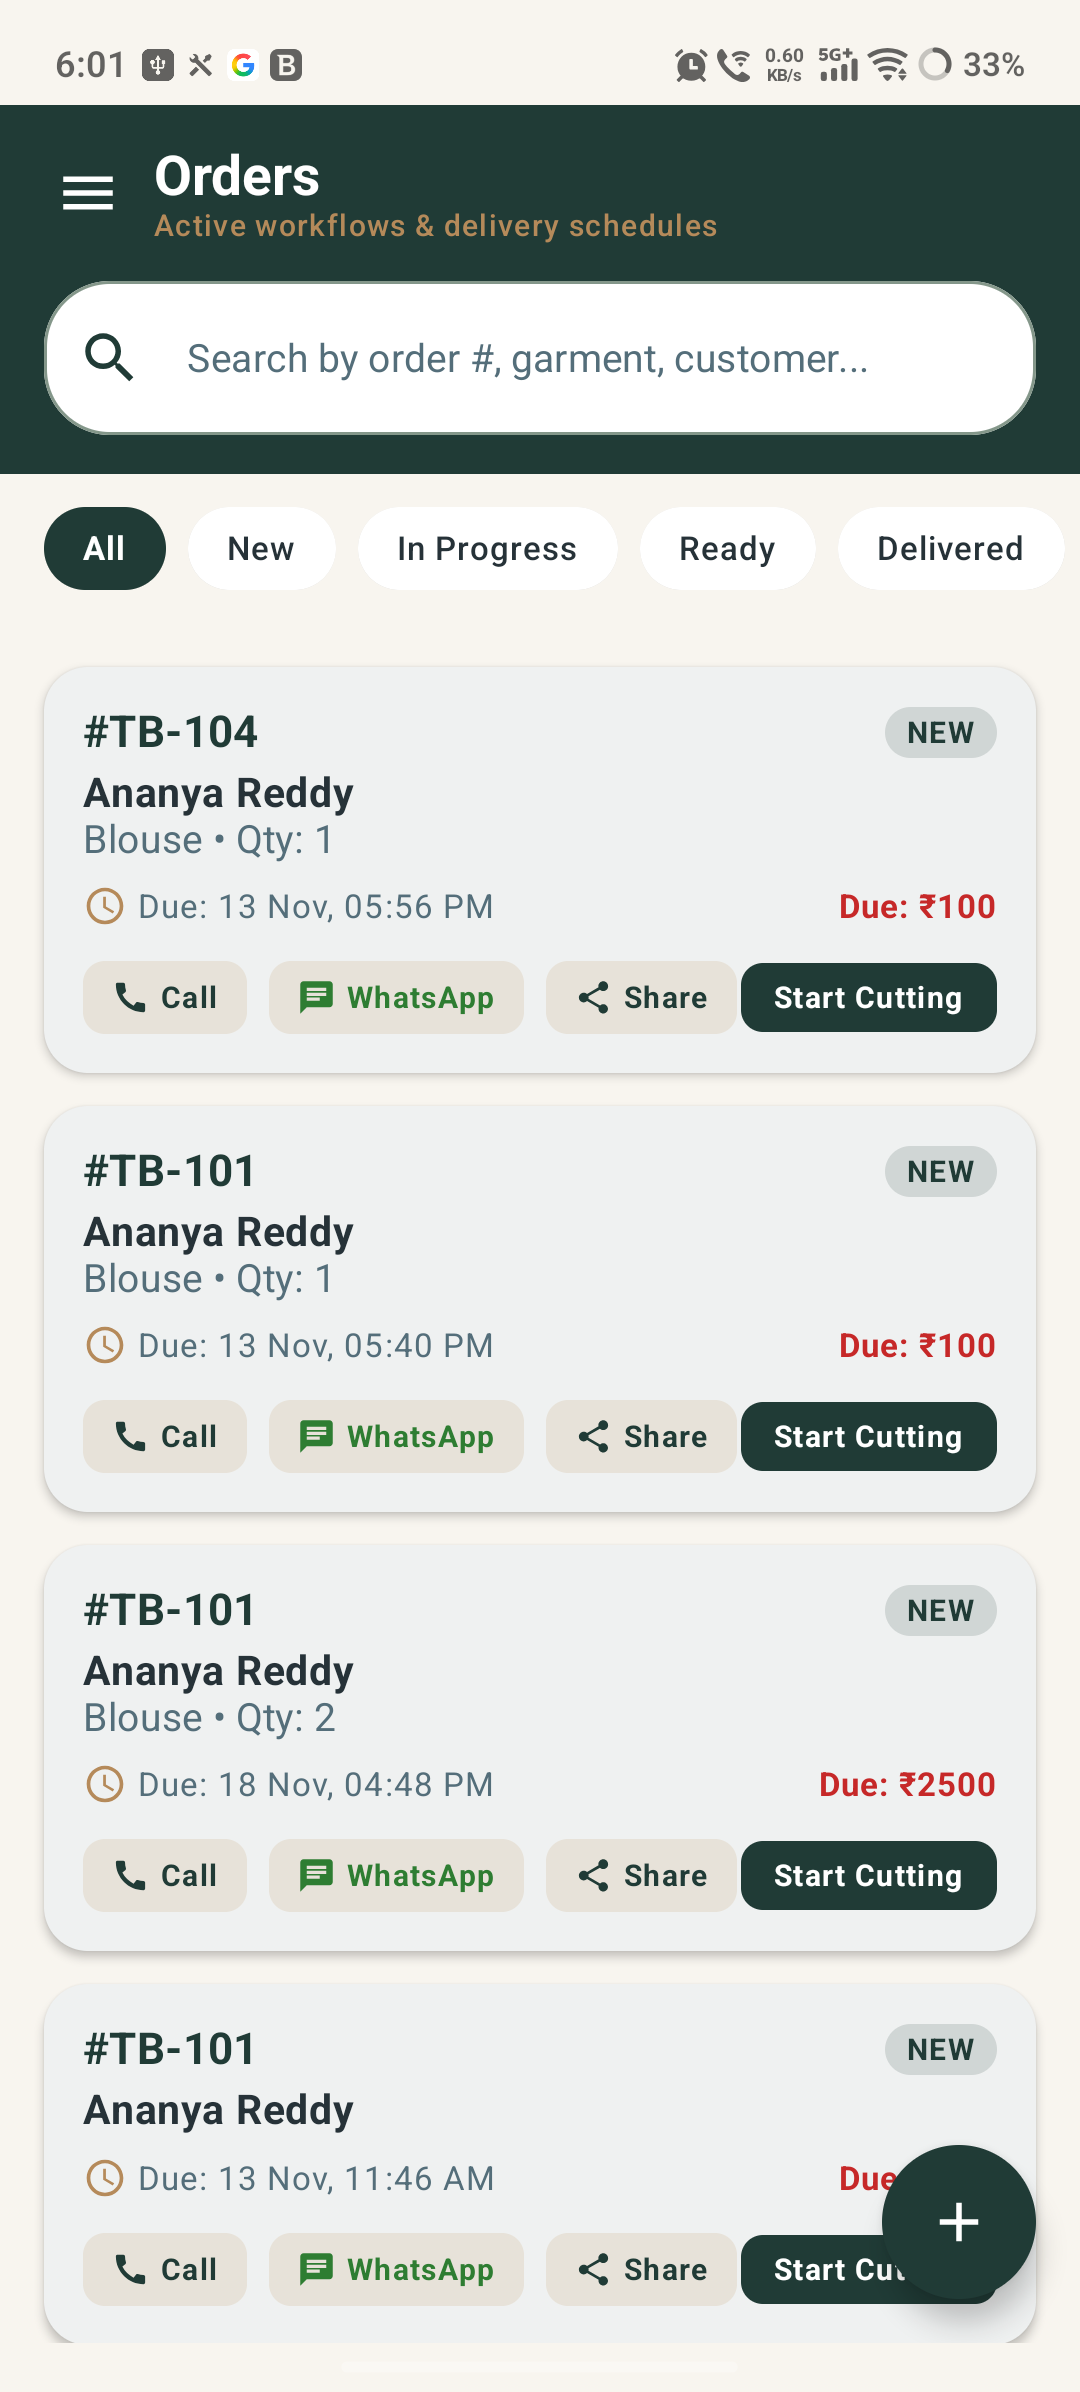 6:01 0.60 KB/s 5G+ 33%
Orders
Active workflows & delivery schedules
Search by order #, garment, customer...
All New In Progress Ready Delivered
#TB-104 NEW
Ananya Reddy
Blouse • Qty: 1
Due: 13 Nov, 05:56 PM Due: ₹100
Call WhatsApp Share Start Cutting
#TB-101 NEW
Ananya Reddy
Blouse • Qty: 1
Due: 13 Nov, 05:40 PM Due: ₹100
Call WhatsApp Share Start Cutting
#TB-101 NEW
Ananya Reddy
Blouse • Qty: 2
Due: 18 Nov, 04:48 PM Due: ₹2500
Call WhatsApp Share Start Cutting
#TB-101 NEW
Ananya Reddy
Due: 13 Nov, 11:46 AM Due
Call WhatsApp Share Start Cut